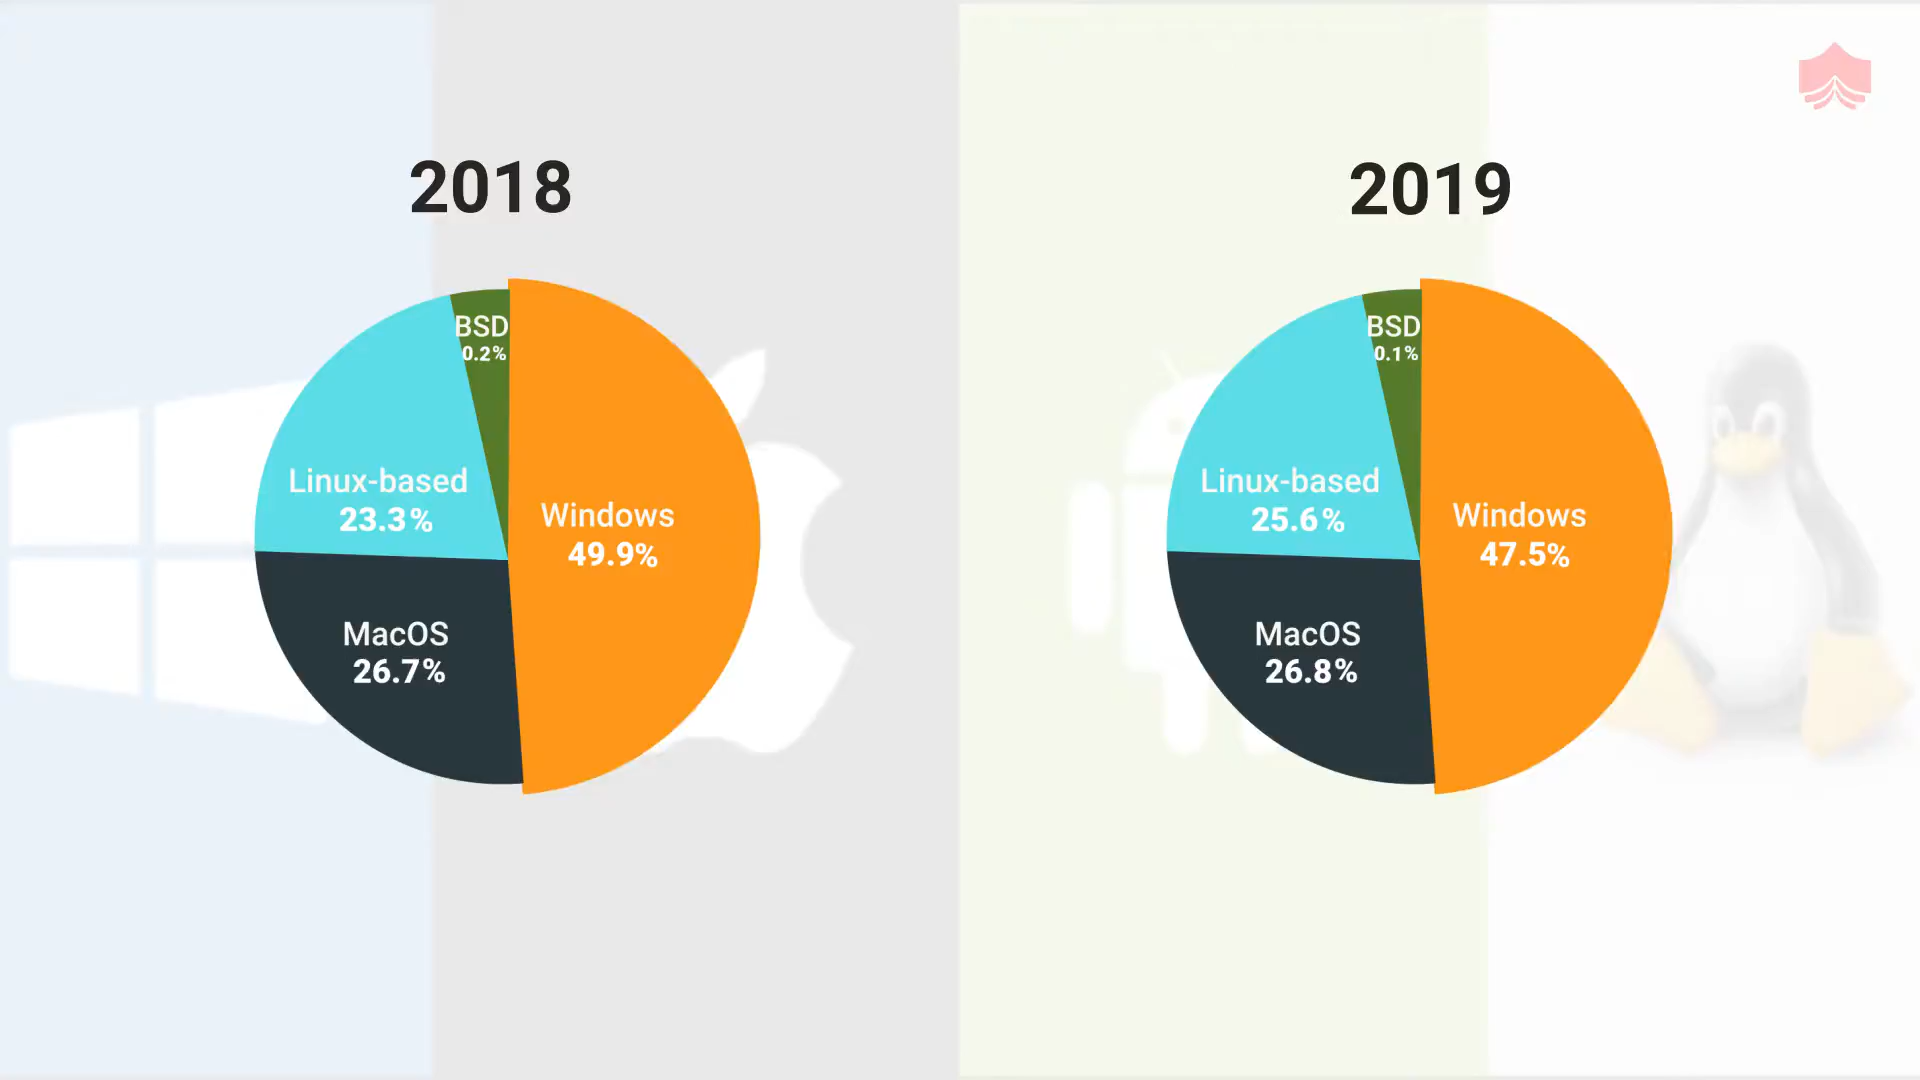 2018
BSD
0.2%
Linux-based
23.3%
Windows
49.9%
MacOS
26.7%
2019
BSD
0.1%
Linux-based
25.6%
Windows
47.5%
MacOS
26.8%